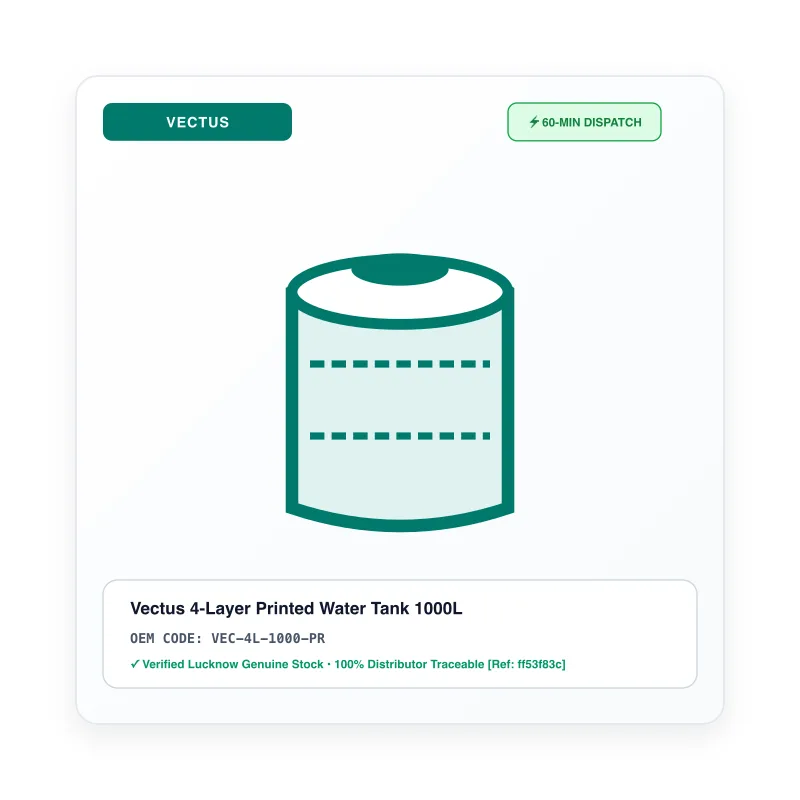 VECTUS
⚡ 60-MIN DISPATCH
Vectus 4-Layer Printed Water Tank 1000L
OEM CODE: VEC-4L-1000-PR
✓ Verified Lucknow Genuine Stock · 100% Distributor Traceable [Ref: ff53f83c]